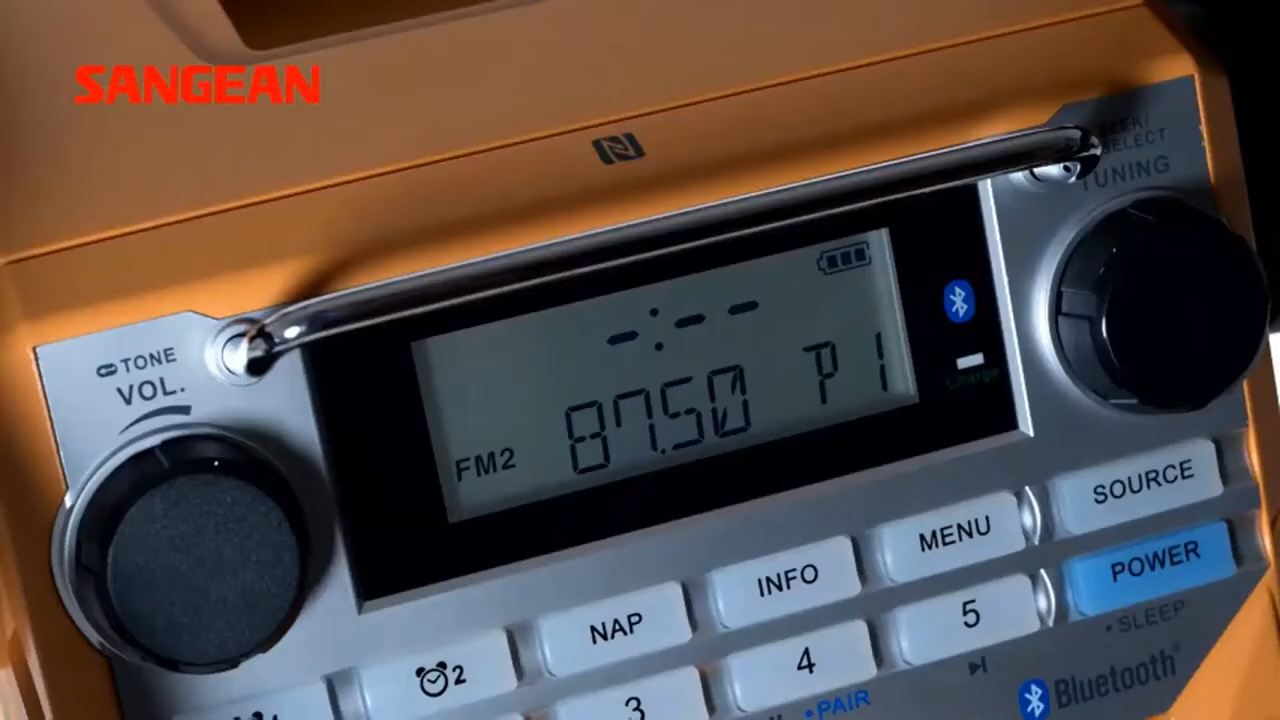 SANGEAN
SELECT
TUNING
TONE
VOL.
-:--
FM2
87.50
P1
Charge
SOURCE
MENU
POWER
INFO
NAP
2
5
4
3
•SLEEP
•PAIR
Bluetooth®